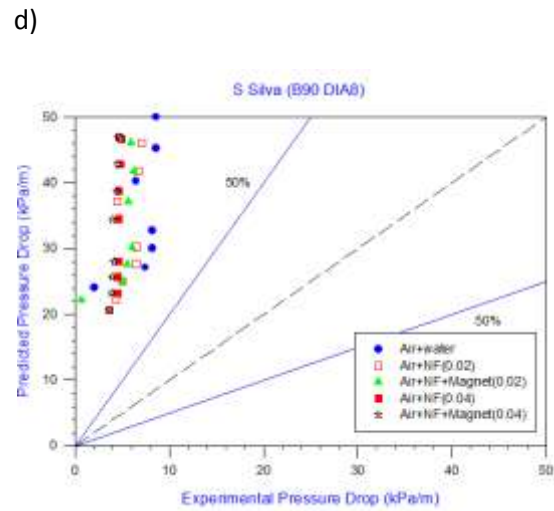 d)
S Silva (B90 DIA8)
Predicted Pressure Drop (kPa/m)
50
40
30
20
10
0
50%
50%
Air+water
Air+NF(0.02)
Air+NF+Magnet(0.02)
Air+NF(0.04)
Air+NF+Magnet(0.04)
0
10
20
30
40
50
Experimental Pressure Drop (kPa/m)